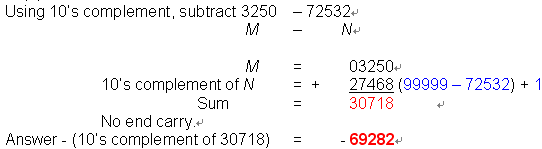 Using 10's complement, subtract 3250 – 72532
M – N
M = 03250
10's complement of N = + 27468 (99999 – 72532) + 1
Sum = 30718
No end carry.
Answer - (10's complement of 30718) = - 69282